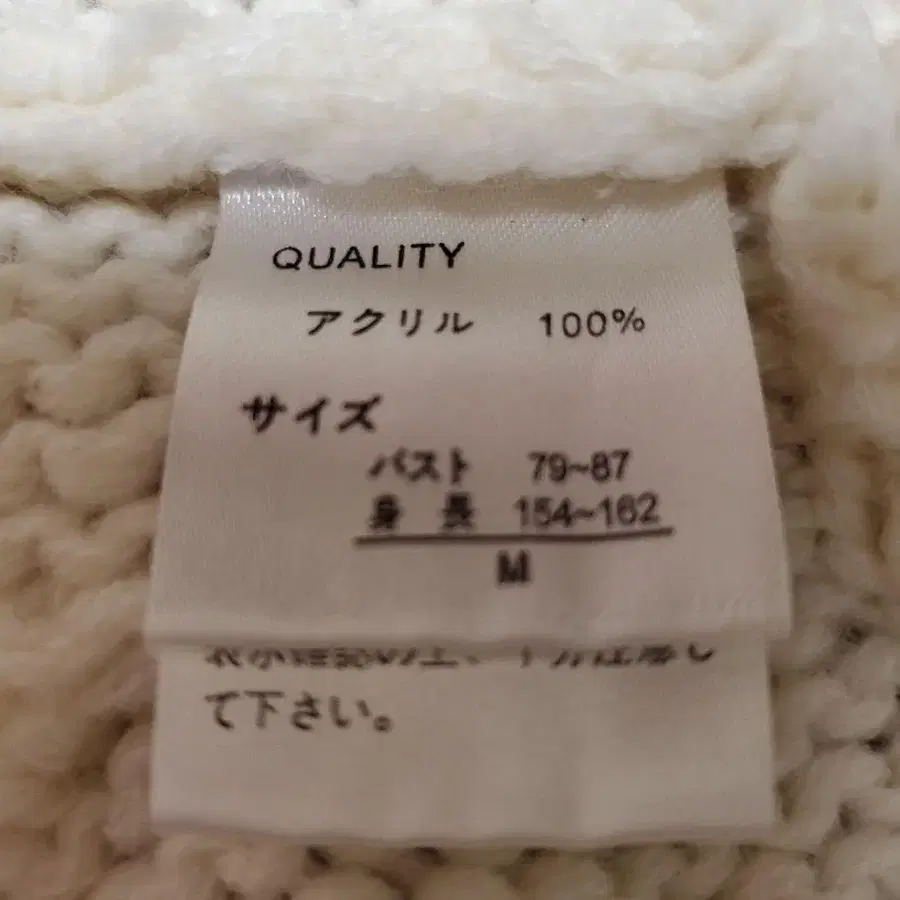 QUALITY
アクリル 100%
サイズ
バスト 79~87
身長 154~162
M
て下さい。